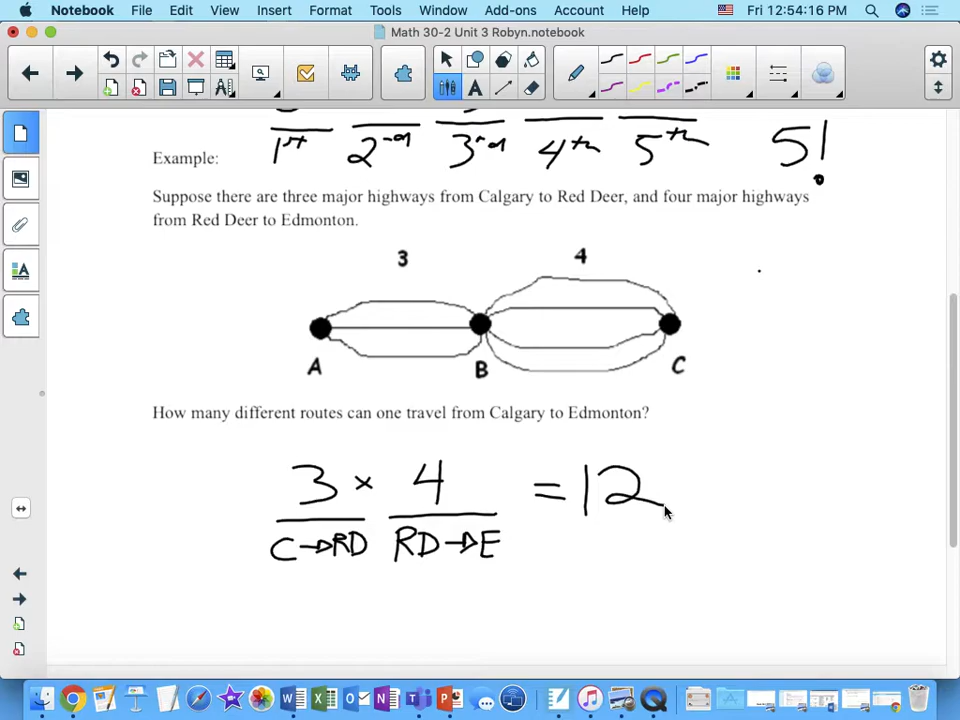 Notebook File Edit View Insert Format Tools Window Add-ons Account Help Fri 12:54:16 PM
Math 30-2 Unit 3 Robyn.notebook
1st 2nd 3rd 4th 5th 5!
Example:
Suppose there are three major highways from Calgary to Red Deer, and four major highways
from Red Deer to Edmonton.
3 4
A B C
How many different routes can one travel from Calgary to Edmonton?
3 × 4 = 12
C→RD RD→E